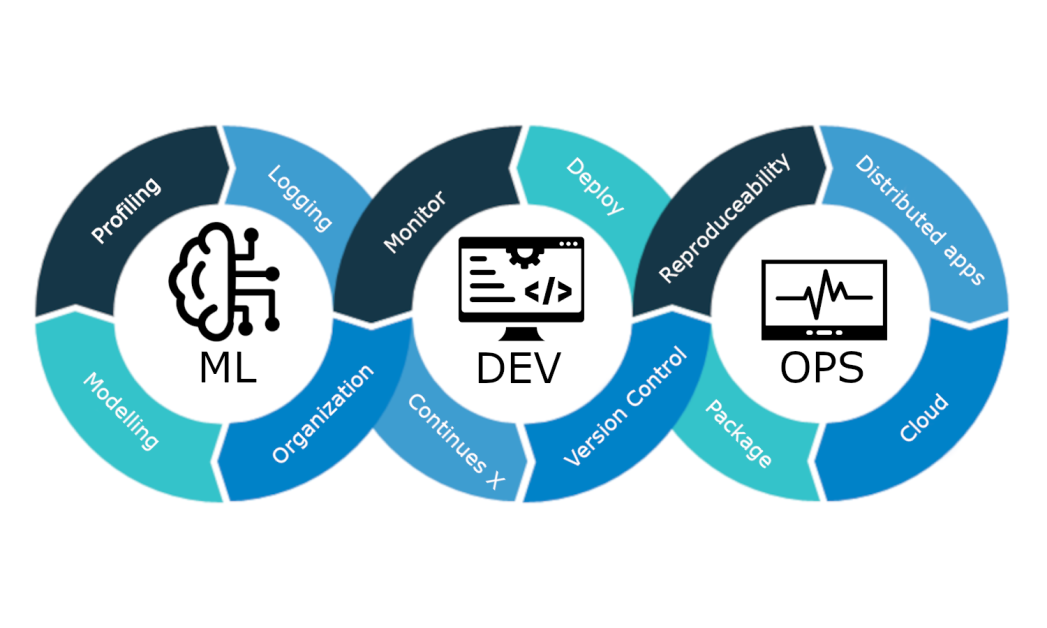 Profiling
Logging
Modelling
Organization
ML
Monitor
Deploy
Continues X
Version Control
</>
DEV
Reproduceability
Distributed apps
Package
Cloud
OPS